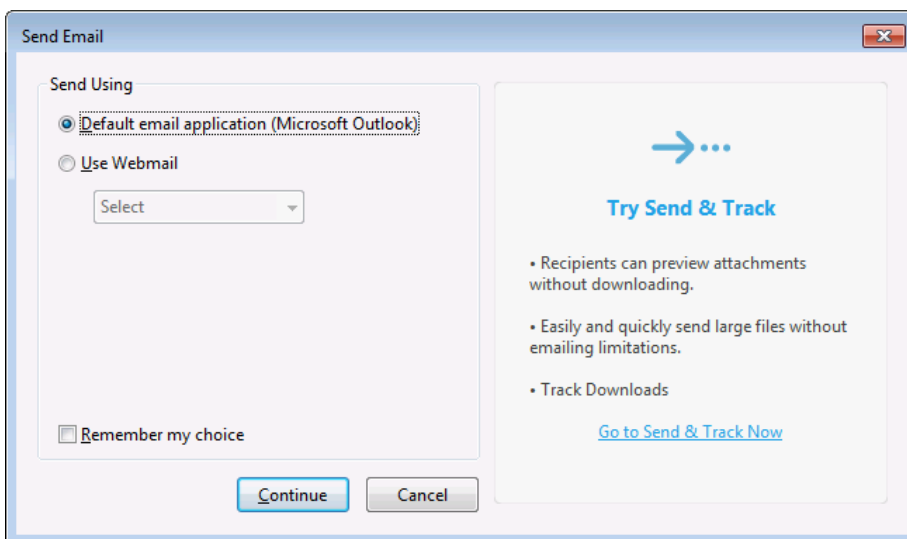 Send Email
Send Using
Default email application (Microsoft Outlook)
Use Webmail
Select
Remember my choice
Continue
Cancel
Try Send & Track
• Recipients can preview attachments
without downloading.
• Easily and quickly send large files without
emailing limitations.
• Track Downloads
Go to Send & Track Now